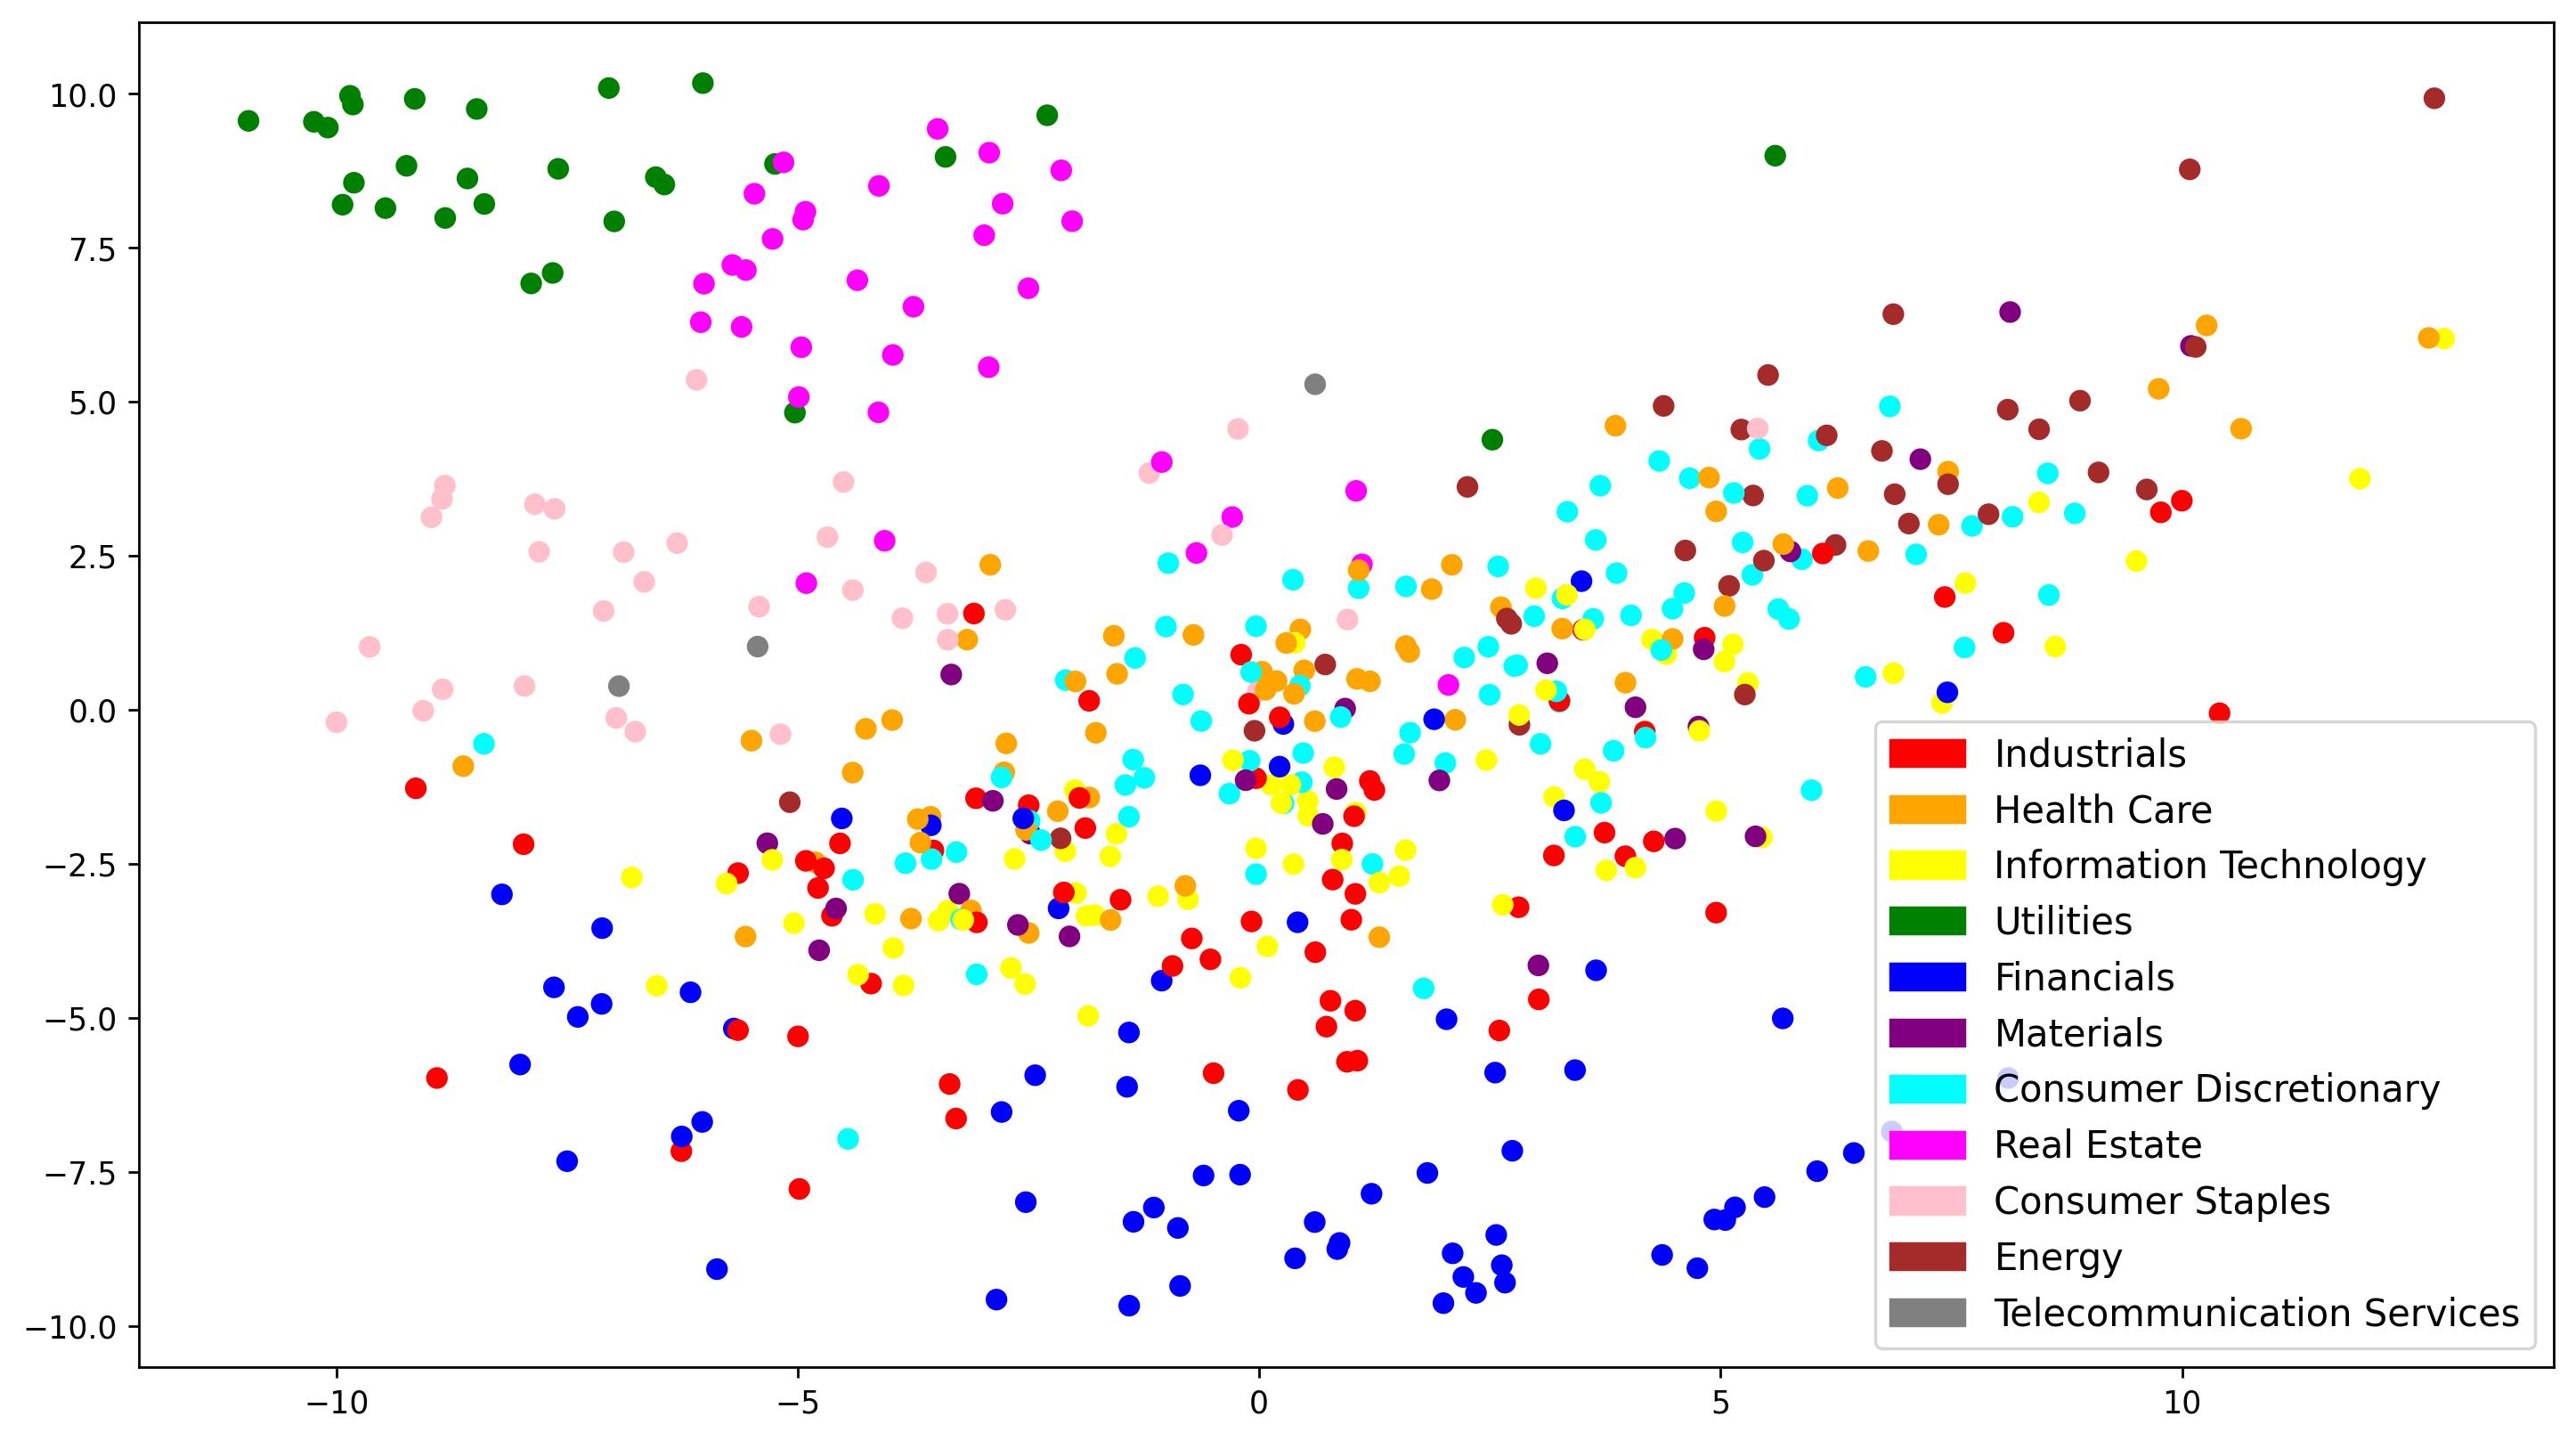 10.0
7.5
5.0
2.5
0.0
−2.5
−5.0
−7.5
−10.0
−10
−5
0
5
10
Industrials
Health Care
Information Technology
Utilities
Financials
Materials
Consumer Discretionary
Real Estate
Consumer Staples
Energy
Telecommunication Services